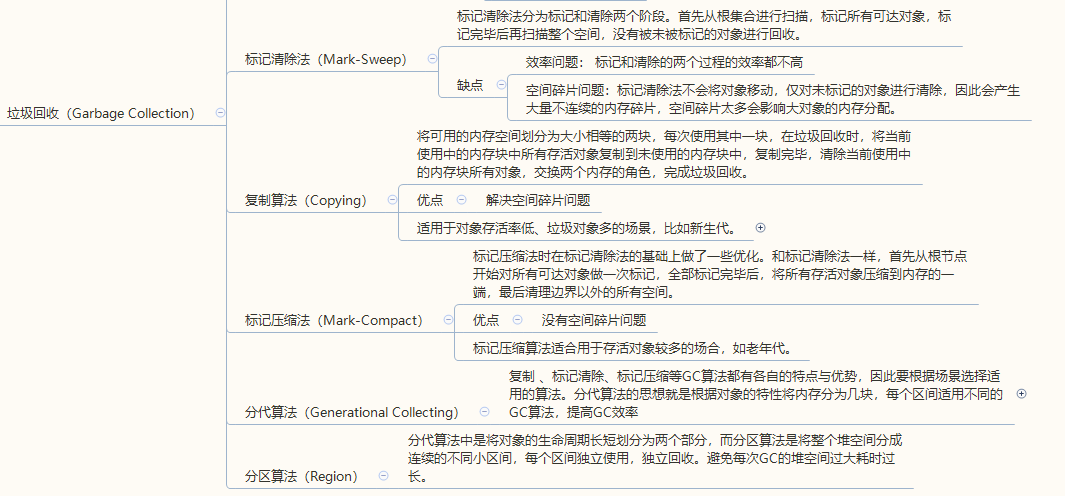 垃圾回收（Garbage Collection）
标记清除法（Mark-Sweep）
标记清除法分为标记和清除两个阶段。首先从根集合进行扫描，标记所有可达对象，标
记完毕后再扫描整个空间，没有被未被标记的对象进行回收。
缺点
效率问题： 标记和清除的两个过程的效率都不高
空间碎片问题：标记清除法不会将对象移动，仅对未标记的对象进行清除，因此会产生
大量不连续的内存碎片，空间碎片太多会影响大对象的内存分配。
复制算法（Copying）
将可用的内存空间划分为大小相等的两块，每次使用其中一块，在垃圾回收时，将当前
使用中的内存块中所有存活对象复制到未使用的内存块中，复制完毕，清除当前使用中
的内存块所有对象，交换两个内存的角色，完成垃圾回收。
优点
解决空间碎片问题
适用于对象存活率低、垃圾对象多的场景，比如新生代。
标记压缩法（Mark-Compact）
标记压缩法时在标记清除法的基础上做了一些优化。和标记清除法一样，首先从根节点
开始对所有可达对象做一次标记，全部标记完毕后，将所有存活对象压缩到内存的一
端，最后清理边界以外的所有空间。
优点
没有空间碎片问题
标记压缩算法适合用于存活对象较多的场合，如老年代。
分代算法（Generational Collecting）
复制 、标记清除、标记压缩等GC算法都有各自的特点与优势，因此要根据场景选择适
用的算法。分代算法的思想就是根据对象的特性将内存分为几块，每个区间适用不同的
GC算法，提高GC效率
分区算法（Region）
分代算法中是将对象的生命周期长短划分为两个部分，而分区算法是将整个堆空间分成
连续的不同小区间，每个区间独立使用，独立回收。避免每次GC的堆空间过大耗时过
长。